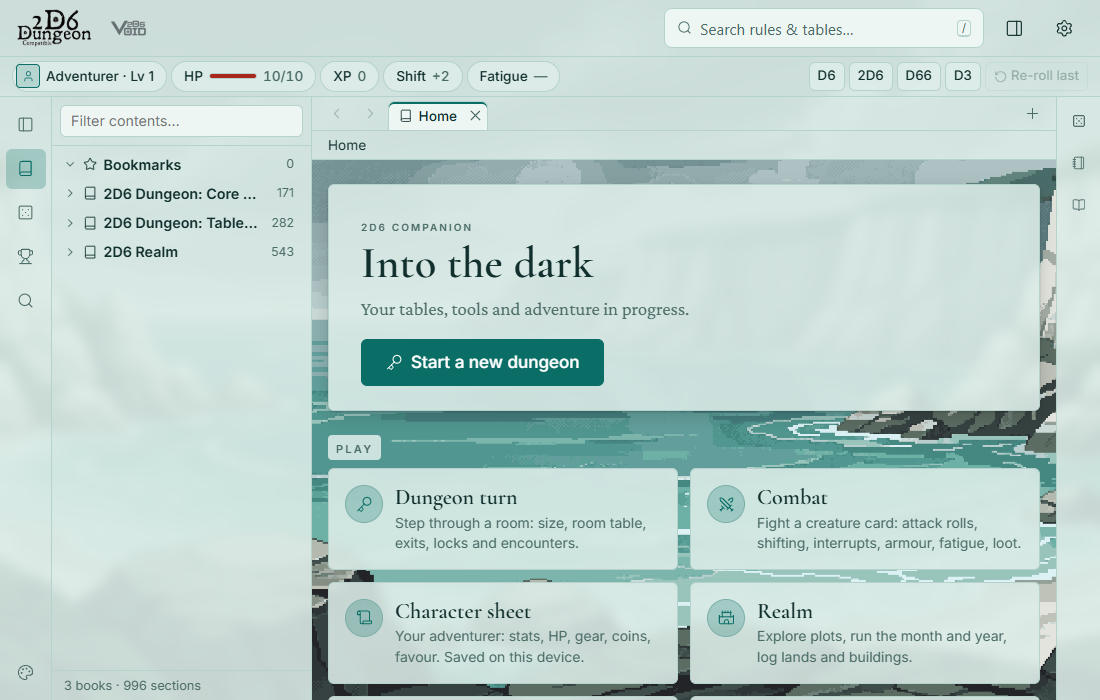 2D6
Dungeon
Compatible
Search rules & tables...
/
Adventurer · Lv 1
HP 10/10
XP 0
Shift +2
Fatigue —
D6
2D6
D66
D3
Re-roll last
Filter contents...
Bookmarks 0
2D6 Dungeon: Core ... 171
2D6 Dungeon: Table... 282
2D6 Realm 543
3 books · 996 sections
Home
Home
2D6 COMPANION
Into the dark
Your tables, tools and adventure in progress.
Start a new dungeon
PLAY
Dungeon turn
Step through a room: size, room table,
exits, locks and encounters.
Combat
Fight a creature card: attack rolls,
shifting, interrupts, armour, fatigue, loot.
Character sheet
Your adventurer: stats, HP, gear, coins,
favour. Saved on this device.
Realm
Explore plots, run the month and year,
log lands and buildings.